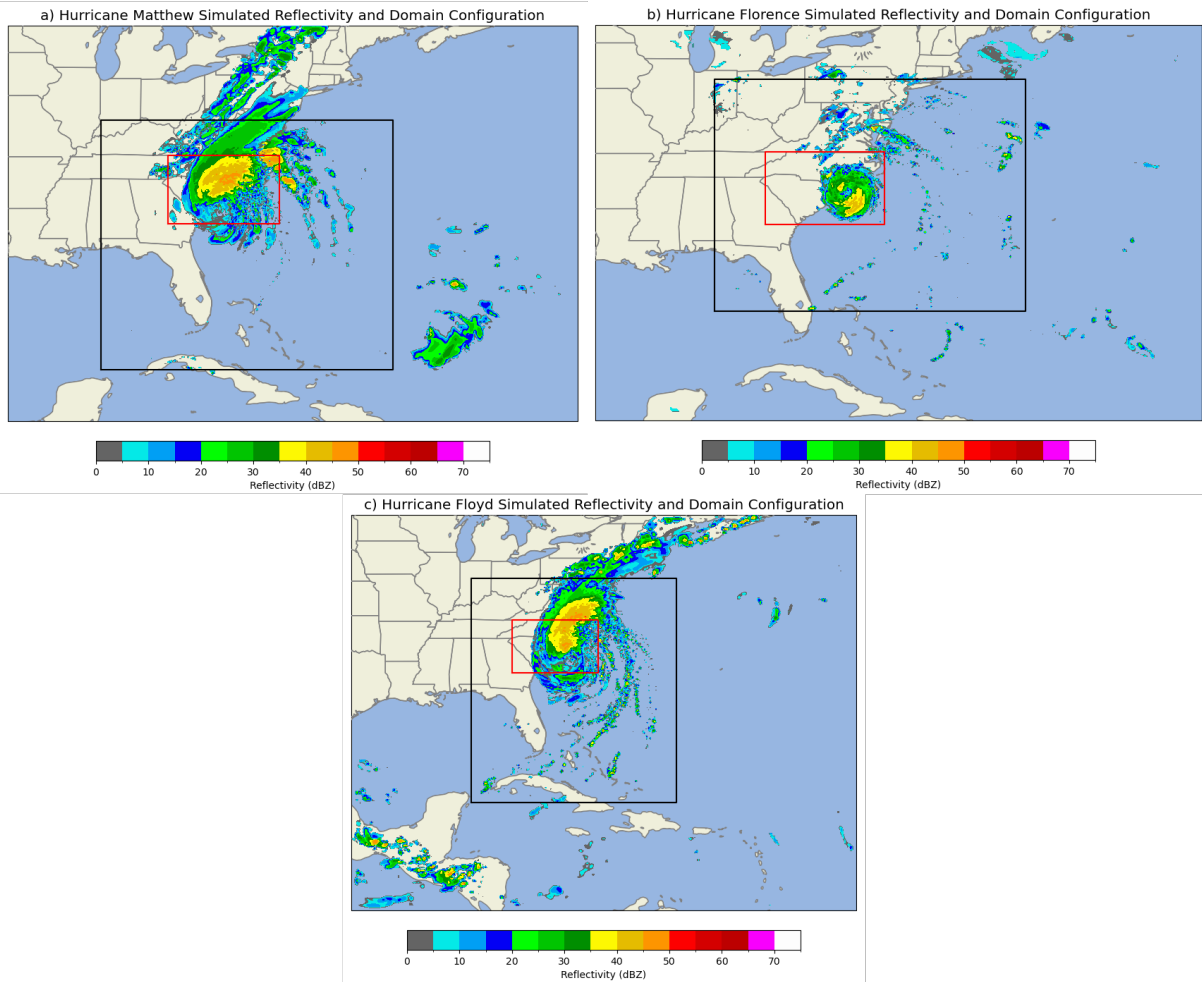 a) Hurricane Matthew Simulated Reflectivity and Domain Configuration
0 10 20 30 40 50 60 70
Reflectivity (dBZ)
b) Hurricane Florence Simulated Reflectivity and Domain Configuration
0 10 20 30 40 50 60 70
Reflectivity (dBZ)
c) Hurricane Floyd Simulated Reflectivity and Domain Configuration
0 10 20 30 40 50 60 70
Reflectivity (dBZ)